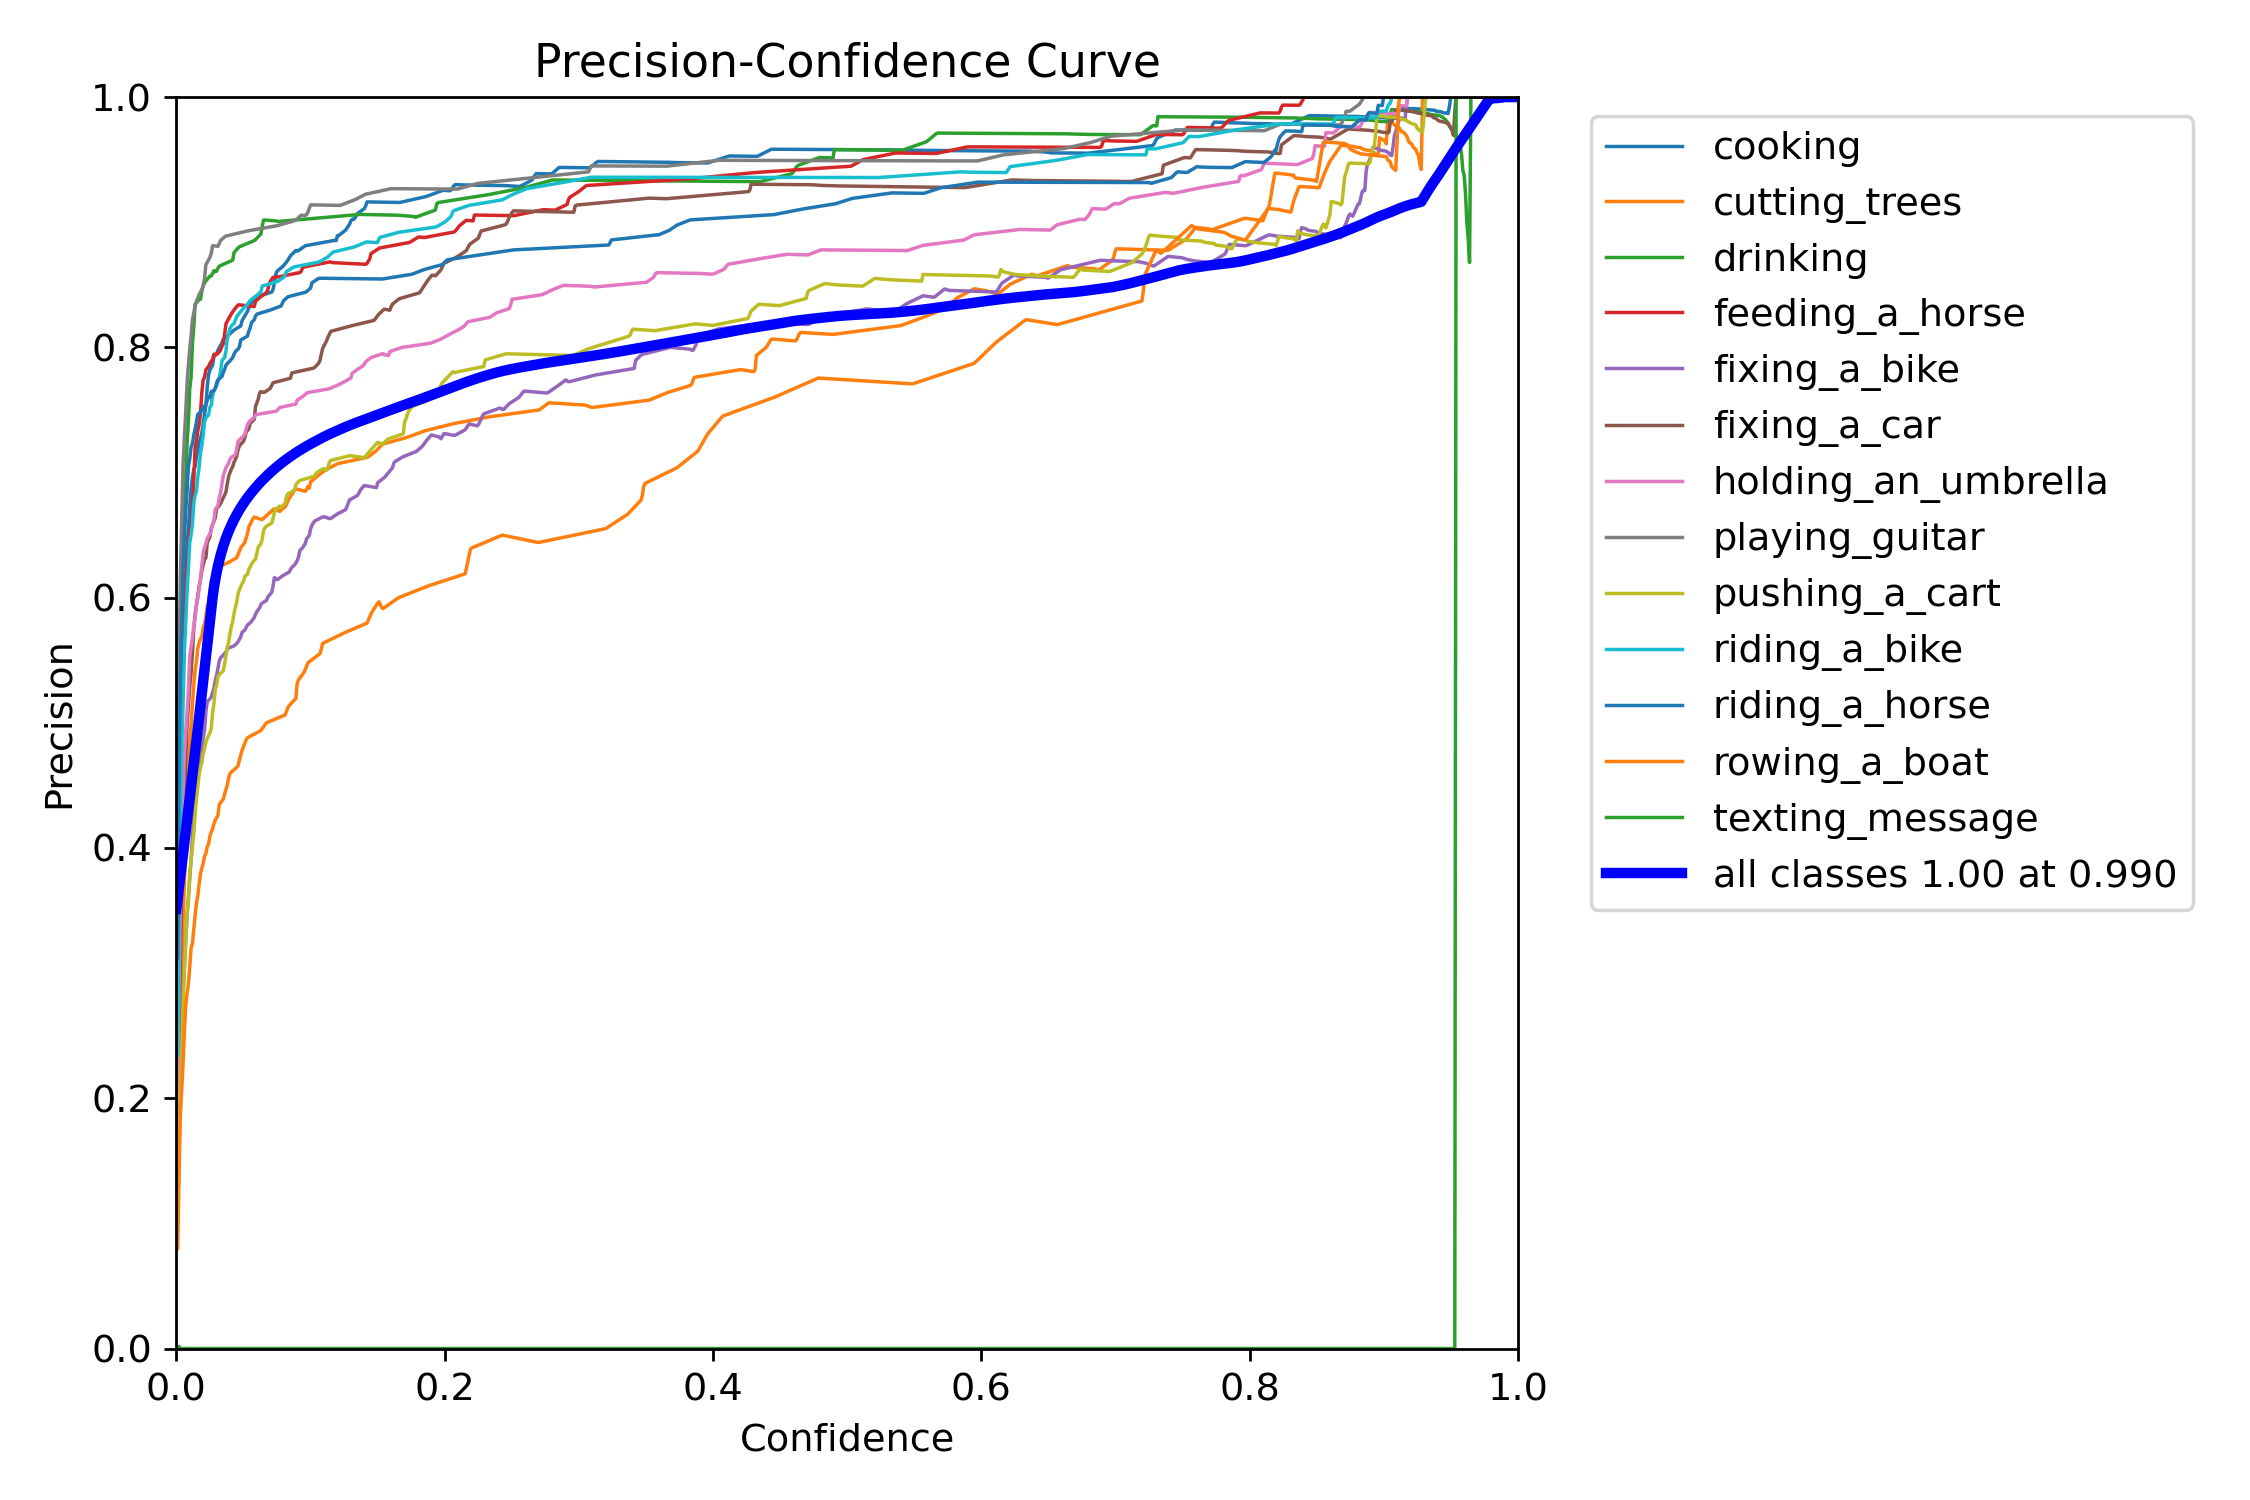 Precision-Confidence Curve
1.0
0.8
0.6
0.4
0.2
0.0
Precision
0.0 0.2 0.4 0.6 0.8 1.0
Confidence
cooking
cutting_trees
drinking
feeding_a_horse
fixing_a_bike
fixing_a_car
holding_an_umbrella
playing_guitar
pushing_a_cart
riding_a_bike
riding_a_horse
rowing_a_boat
texting_message
all classes 1.00 at 0.990